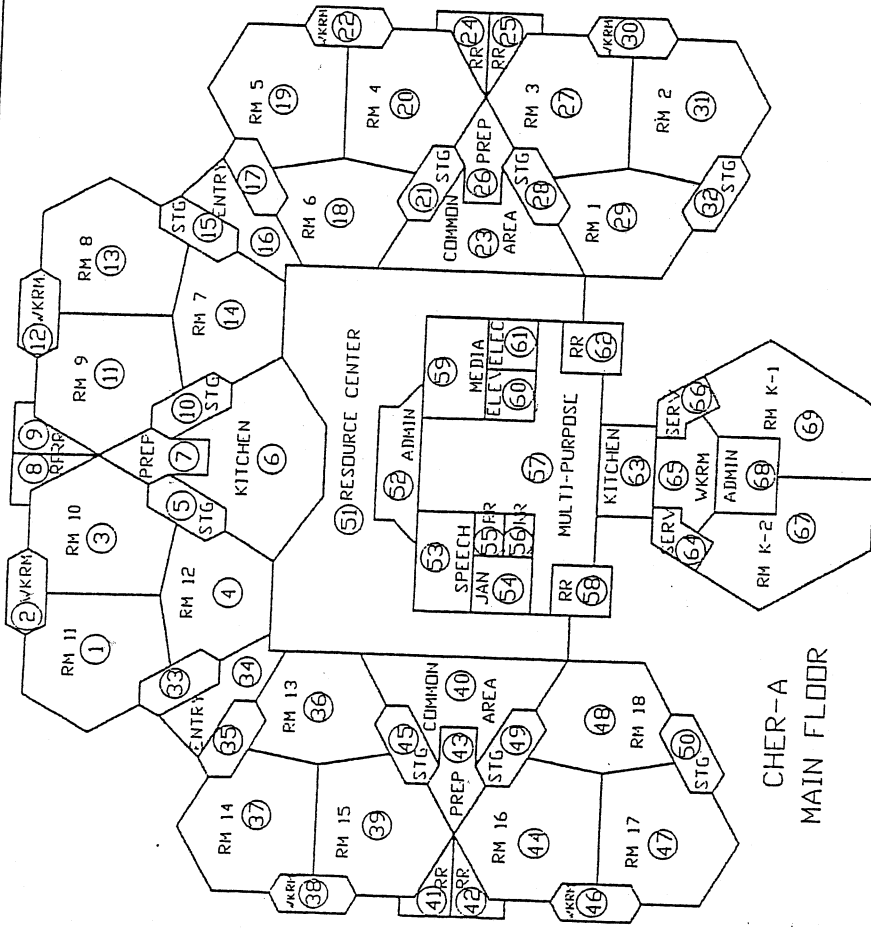 WKRM
22
RR
24
RR
25
WKRM
30
RM 5
19
RM 4
20
RM 3
27
RM 2
31
17
ENTRY
STG
15
16
RM 6
18
21
STG
PREP
26
COMMON
23
AREA
STG
28
RM 1
29
32
STG
RM 8
13
12
WKRM
RM 7
14
RM 9
11
10
STG
9
RR
8
RR
PREP
7
KITCHEN
6
5
STG
RM 10
3
RM 12
4
2
WKRM
RM 11
1
33
ENTRY
34
51 RESOURCE CENTER
52 ADMIN
59
MEDIA
ELEV
60
ELEC
61
RR
62
57
MULTI-PURPOSE
53
SPEECH
55
RR
56
RR
JAN
54
RR
58
KITCHEN
63
SERV
66
65
WKRM
SERV
64
ADMIN
68
RM K-1
69
RM K-2
67
35
RM 13
36
COMMON
40
AREA
45
STG
43
PREP
STG
49
48
RM 18
50
STG
RM 14
37
RM 15
39
RM 16
44
RM 17
47
WKRM
38
41
RR
RR
42
WKRM
46
CHER-A
MAIN FLOOR